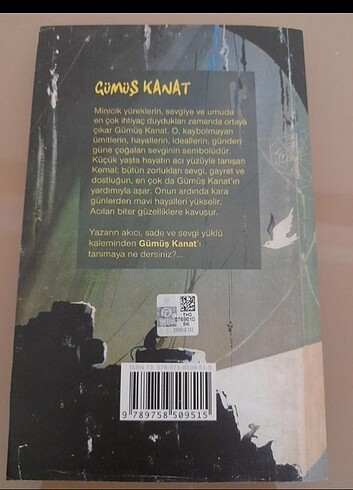 GÜMÜŞ KANAT
Minicik yüreklerin, sevgiye ve umuda
en çok ihtiyaç duydukları zamanda ortaya
çıkar Gümüş Kanat. O, kaybolmayan
ümitlerin, hayallerin, ideallerin, günden
güne çoğalan sevginin sembolüdür.
Küçük yaşta hayatın acı yüzüyle tanışan
Kemal; bütün zorlukları sevgi, gayret ve
dostluğun, en çok da Gümüş Kanat'ın
yardımıyla aşar. Onun ardında kara
günlerden mavi hayalleri yükselir.
Acıları biter güzelliklere kavuşur.
Yazarın akıcı, sade ve sevgi yüklü
kaleminden Gümüş Kanat'ı
tanımaya ne dersiniz?...
9 789758 509515